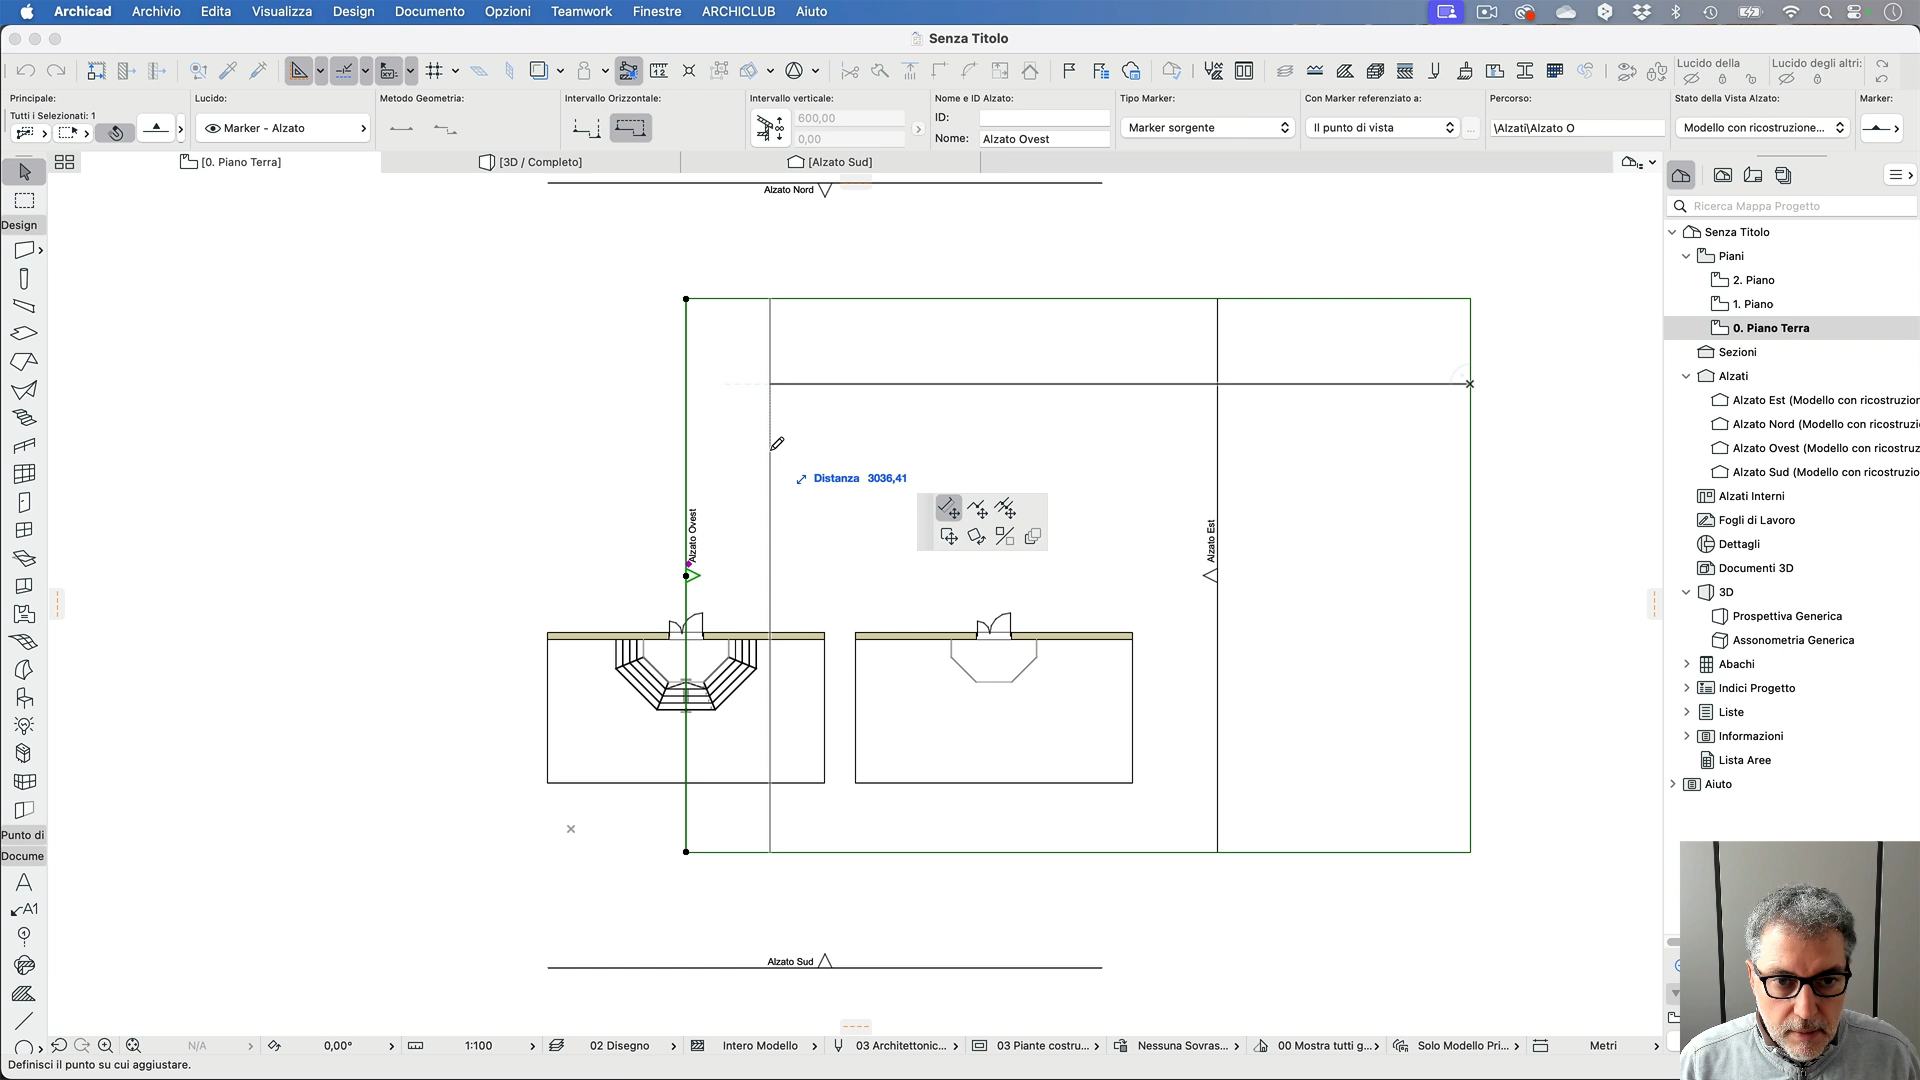 Archicad Archivio Edita Visualizza Design Documento Opzioni Teamwork Finestre ARCHICLUB Aiuto
Senza Titolo
Lucido della
Lucido degli altri:
Principale:
Tutti i Selezionati: 1
Lucido:
Marker - Alzato
Metodo Geometria:
Intervallo Orizzontale:
Intervallo verticale:
600,00
0,00
Nome e ID Alzato:
ID:
Nome: Alzato Ovest
Tipo Marker:
Marker sorgente
Con Marker referenziato a:
Il punto di vista
...
Percorso:
\Alzati\Alzato O
Stato della Vista Alzato:
Modello con ricostruzione...
Marker:
[0. Piano Terra]
[3D / Completo]
[Alzato Sud]
Design
Punto di
Docume
A
A1
Alzato Nord
Alzato Ovest
Alzato Est
Alzato Sud
Distanza 3036,41
Ricerca Mappa Progetto
Senza Titolo
Piani
2. Piano
1. Piano
0. Piano Terra
Sezioni
Alzati
Alzato Est (Modello con ricostruzion
Alzato Nord (Modello con ricostruzi
Alzato Ovest (Modello con ricostruz
Alzato Sud (Modello con ricostruzio
Alzati Interni
Fogli di Lavoro
Dettagli
Documenti 3D
3D
Prospettiva Generica
Assonometria Generica
Abachi
Indici Progetto
Liste
Informazioni
Lista Aree
Aiuto
N/A
0,00°
1:100
02 Disegno
Intero Modello
03 Architettonic...
03 Piante costru...
Nessuna Sovras...
00 Mostra tutti g...
Solo Modello Pri...
Metri
Definisci il punto su cui aggiustare.